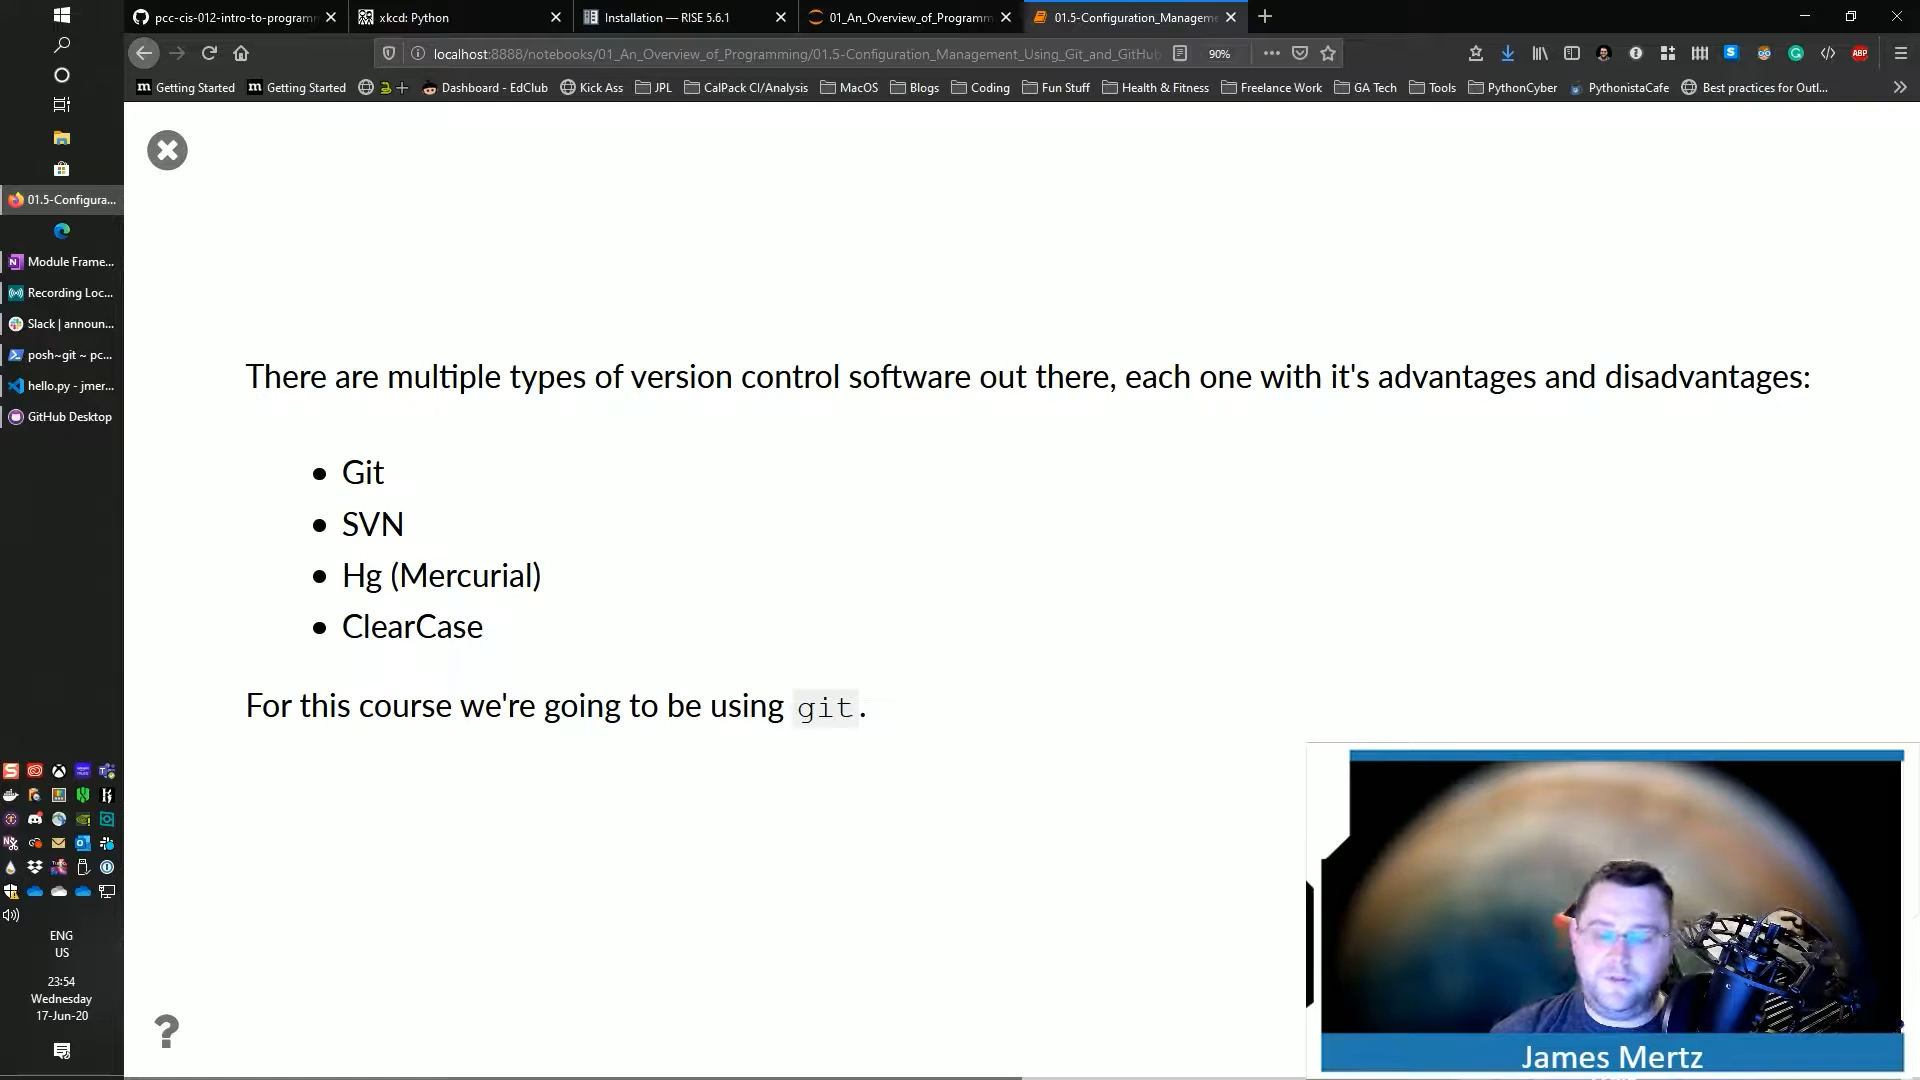 pcc-cis-012-intro-to-programm
xkcd: Python
Installation — RISE 5.6.1
01_An_Overview_of_Programm
01.5-Configuration_Manageme
localhost:8888/notebooks/01_An_Overview_of_Programming/01.5-Configuration_Management_Using_Git_and_GitHub
90%
ABP
Getting Started
Getting Started
Dashboard - EdClub
Kick Ass
JPL
CalPack CI/Analysis
MacOS
Blogs
Coding
Fun Stuff
Health & Fitness
Freelance Work
GA Tech
Tools
PythonCyber
PythonistaCafe
Best practices for Outl...
01.5-Configura...
Module Frame...
Recording Loc...
Slack | announ...
posh~git ~ pc...
hello.py - jmer...
GitHub Desktop
ENG
US
23:54
Wednesday
17-Jun-20
There are multiple types of version control software out there, each one with it's advantages and disadvantages:
Git
SVN
Hg (Mercurial)
ClearCase
For this course we're going to be using git.
James Mertz